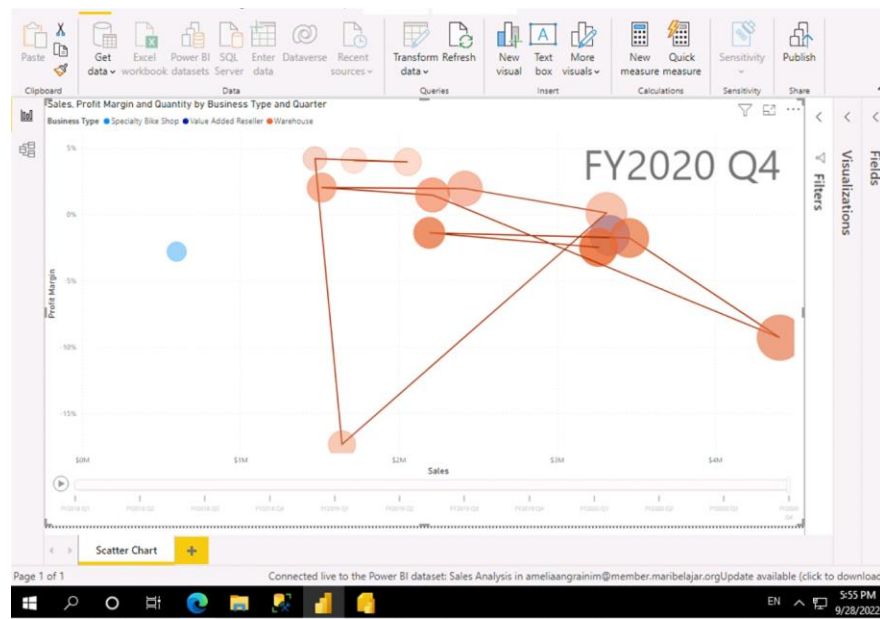 Paste
Get data
Excel workbook
Power BI datasets
SQL Server
Enter data
Dataverse
Recent sources
Transform data
Refresh
New visual
Text box
More visuals
New measure
Quick measure
Sensitivity
Publish
Clipboard
Data
Queries
Insert
Calculations
Sensitivity
Share
Sales, Profit Margin and Quantity by Business Type and Quarter
Business Type Specialty Bike Shop Value Added Reseller Warehouse
FY2020 Q4
5%
0%
-5%
-10%
-15%
Profit Margin
$0M $1M $2M $3M $4M
Sales
Filters
Visualizations
Fields
Scatter Chart
Page 1 of 1
Connected live to the Power BI dataset: Sales Analysis in ameliaangrainim@member.maribelajar.org
Update available (click to download
EN
5:55 PM
9/28/2022